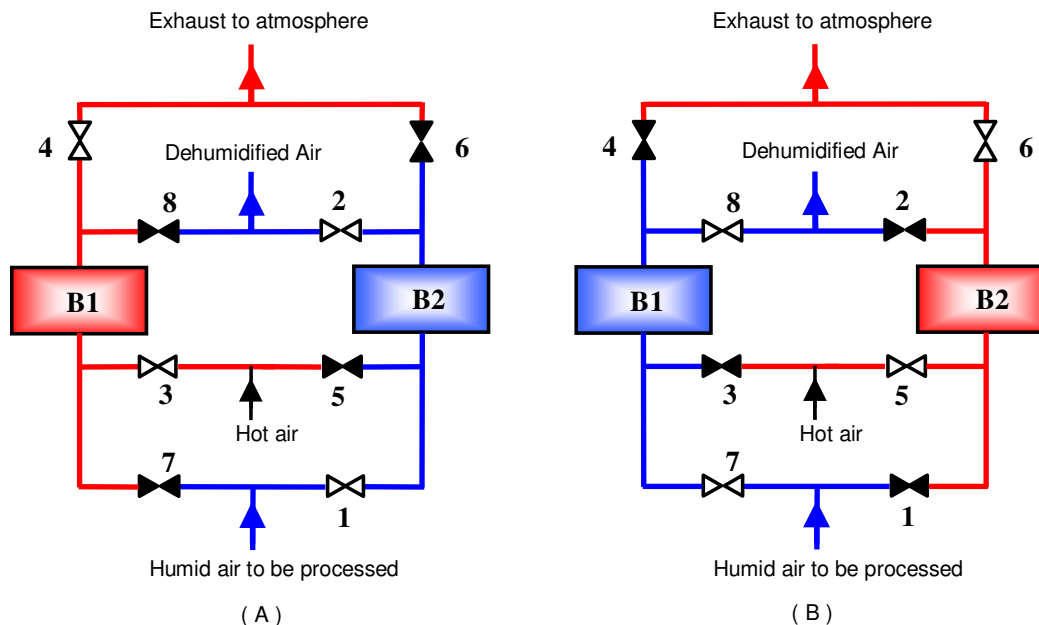 Exhaust to atmosphere
4
6
Dehumidified Air
8
2
B1
B2
3
5
Hot air
7
1
Humid air to be processed
( A )
Exhaust to atmosphere
4
6
Dehumidified Air
8
2
B1
B2
3
5
Hot air
7
1
Humid air to be processed
( B )